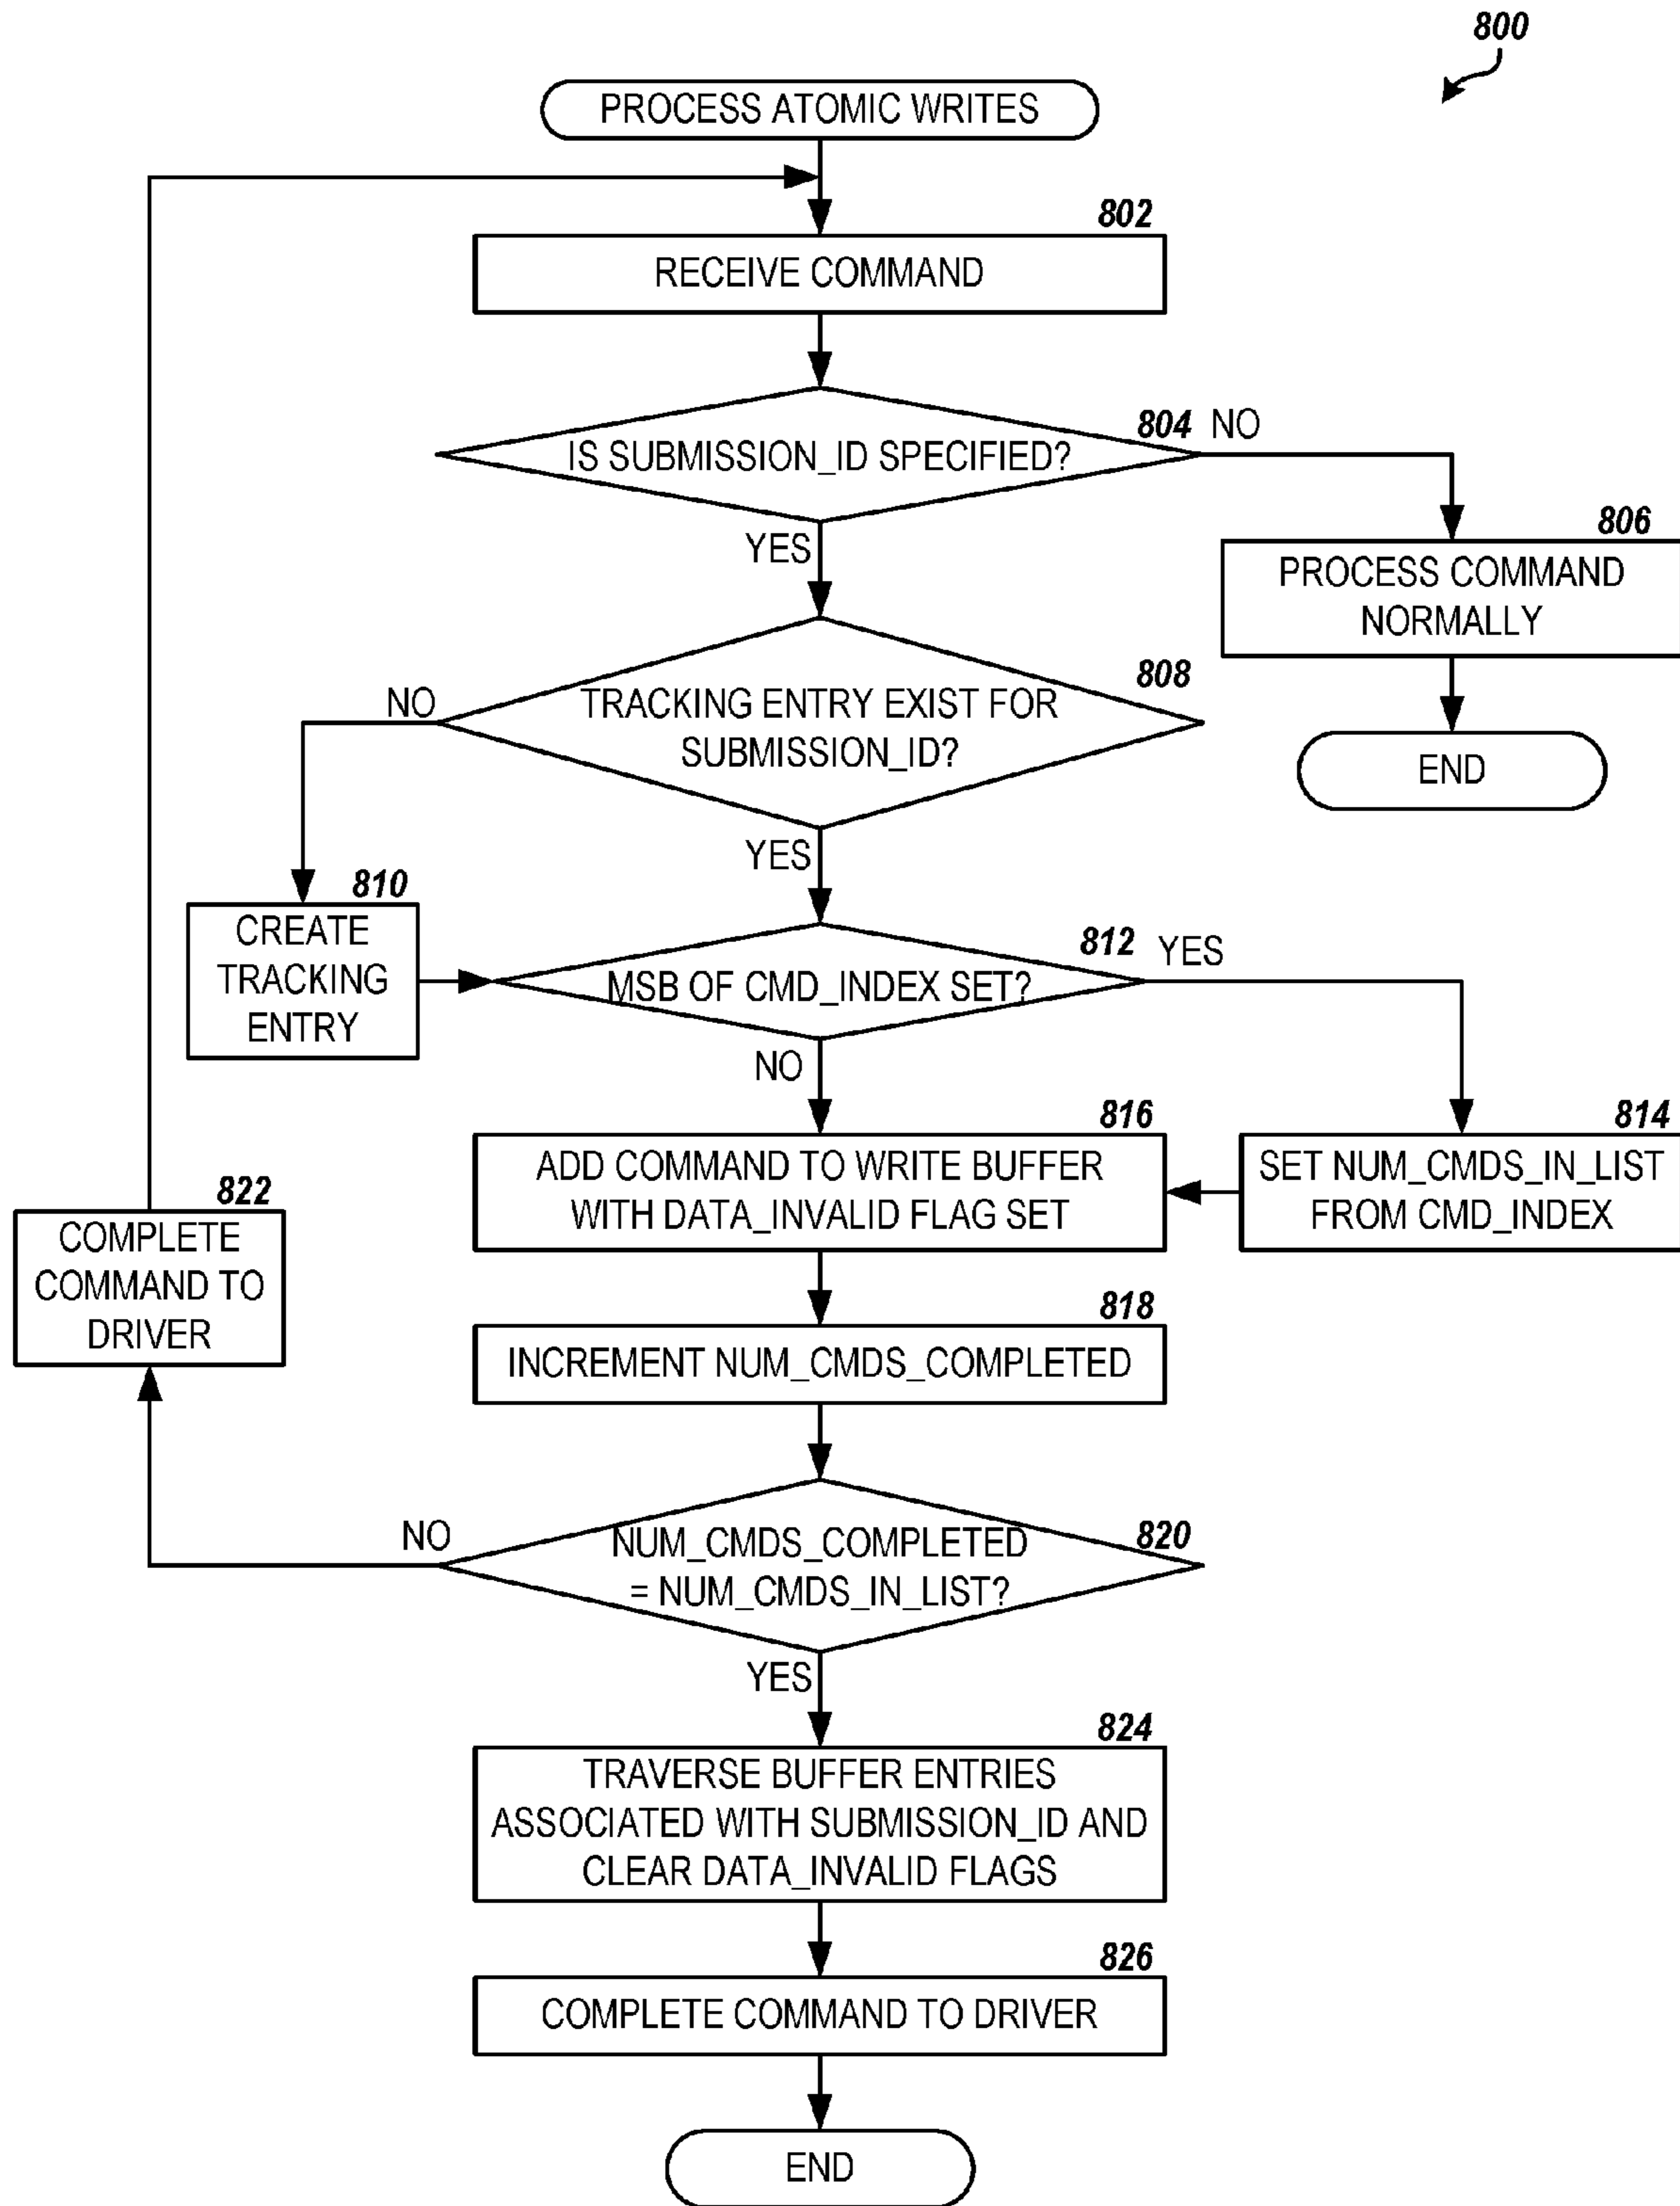 800
PROCESS ATOMIC WRITES
802
RECEIVE COMMAND
804 NO
IS SUBMISSION_ID SPECIFIED?
YES
806
PROCESS COMMAND
NORMALLY
END
808
NO
TRACKING ENTRY EXIST FOR
SUBMISSION_ID?
YES
810
CREATE
TRACKING
ENTRY
812 YES
MSB OF CMD_INDEX SET?
NO
814
SET NUM_CMDS_IN_LIST
FROM CMD_INDEX
816
ADD COMMAND TO WRITE BUFFER
WITH DATA_INVALID FLAG SET
818
INCREMENT NUM_CMDS_COMPLETED
820
NO
NUM_CMDS_COMPLETED
= NUM_CMDS_IN_LIST?
822
COMPLETE
COMMAND TO
DRIVER
YES
824
TRAVERSE BUFFER ENTRIES
ASSOCIATED WITH SUBMISSION_ID AND
CLEAR DATA_INVALID FLAGS
826
COMPLETE COMMAND TO DRIVER
END